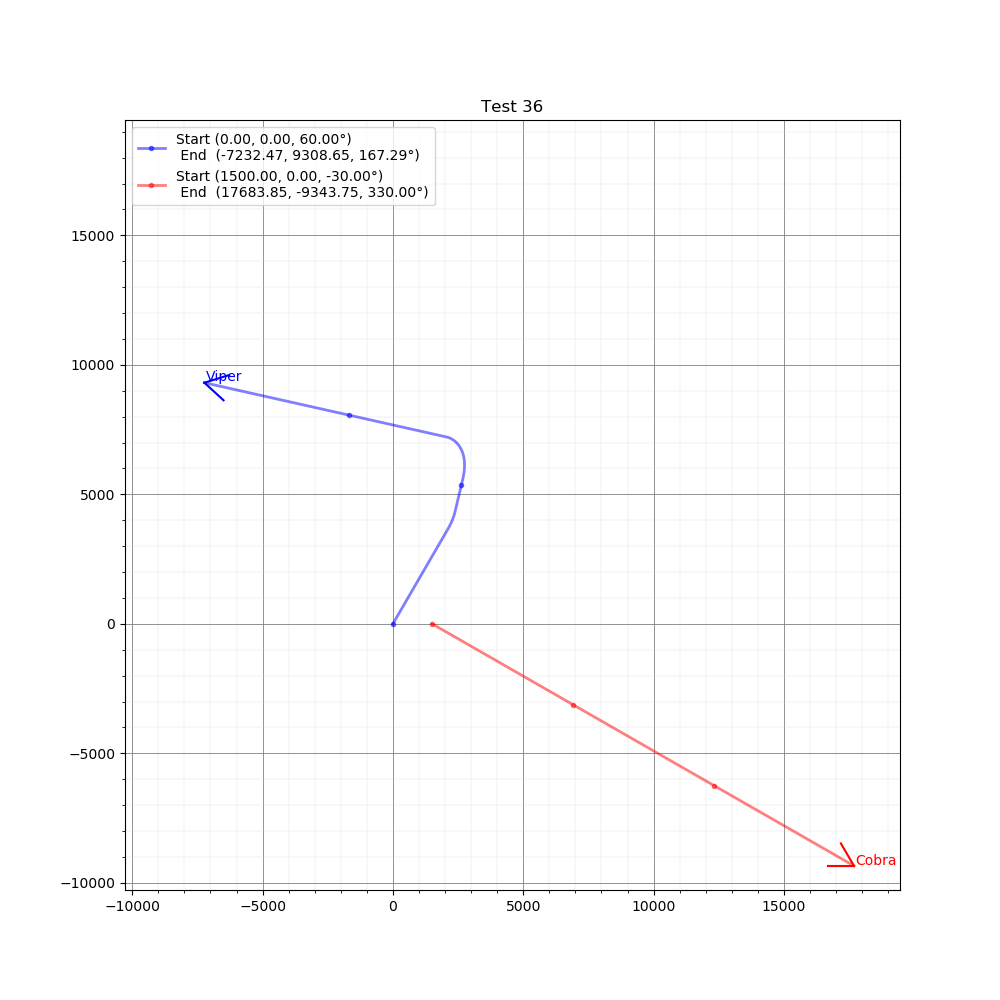 Test 36
Start (0.00, 0.00, 60.00°)
End (-7232.47, 9308.65, 167.29°)
Start (1500.00, 0.00, -30.00°)
End (17683.85, -9343.75, 330.00°)
15000
10000
5000
0
−5000
−10000
Viper
Cobra
−10000 −5000 0 5000 10000 15000